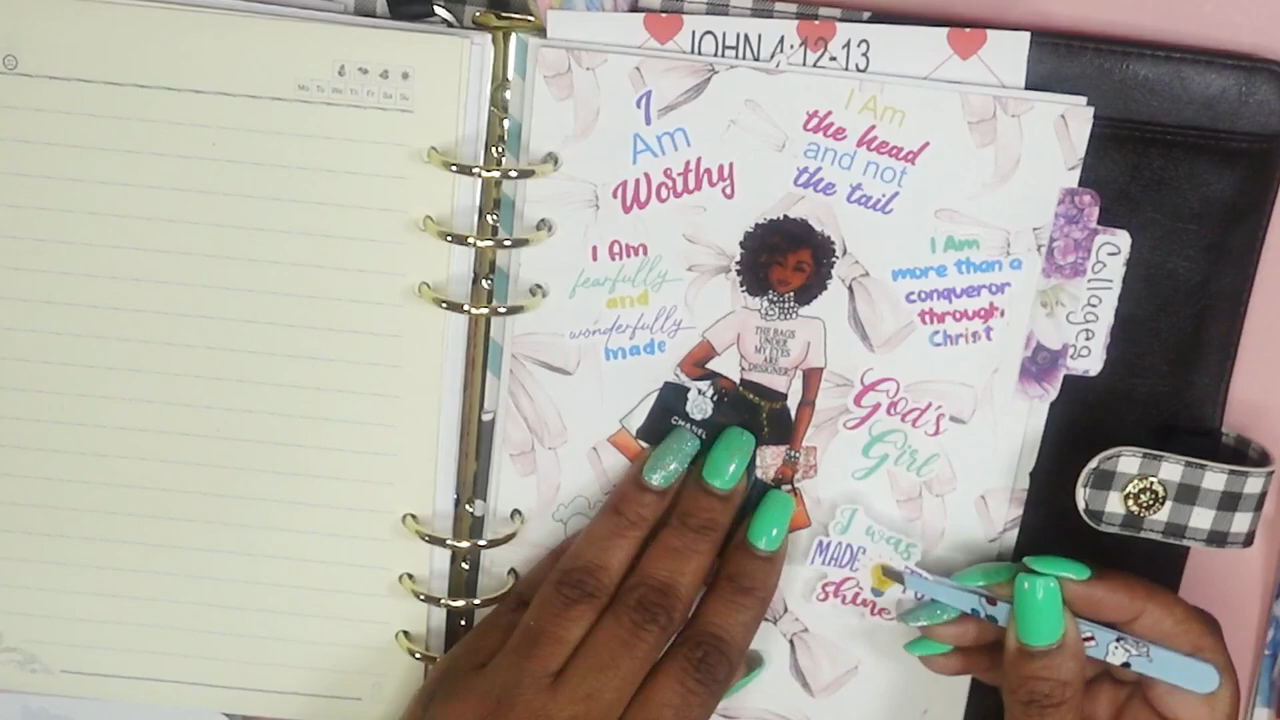 JOHN 4:12-13
Mo Tu We Th Fr Sa Su
I
Am
Worthy
I Am
the head
and not
the tail
I Am
fearfully
and
wonderfully
made
I Am
more than a
conqueror
through
Christ
THE BAGS
UNDER
MY EYES
ARE
DESIGNER
CHANEL
God's
Girl
I was
MADE TO
shine
Collages